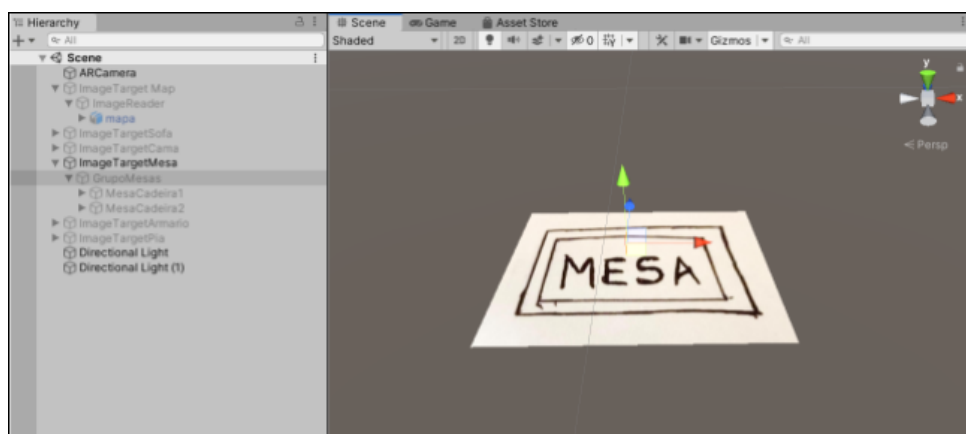 Hierarchy
All
Scene
ARCamera
ImageTarget Map
ImageReader
mapa
ImageTargetSofa
ImageTargetCama
ImageTargetMesa
GrupoMesas
MesaCadeira1
MesaCadeira2
ImageTargetArmario
ImageTargetPia
Directional Light
Directional Light (1)
Scene Game Asset Store
Shaded 2D 0 Gizmos All
y
x
Persp
MESA